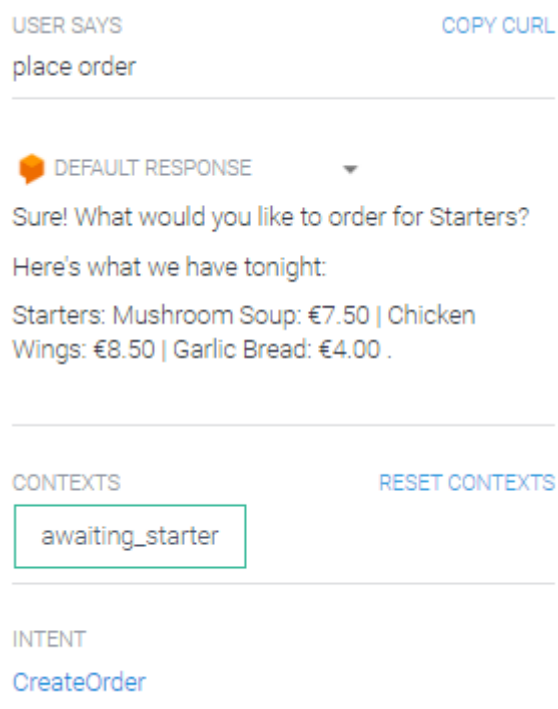 USER SAYS
COPY CURL
place order
DEFAULT RESPONSE
Sure! What would you like to order for Starters?
Here's what we have tonight:
Starters: Mushroom Soup: €7.50 | Chicken
Wings: €8.50 | Garlic Bread: €4.00 .
CONTEXTS
RESET CONTEXTS
awaiting_starter
INTENT
CreateOrder